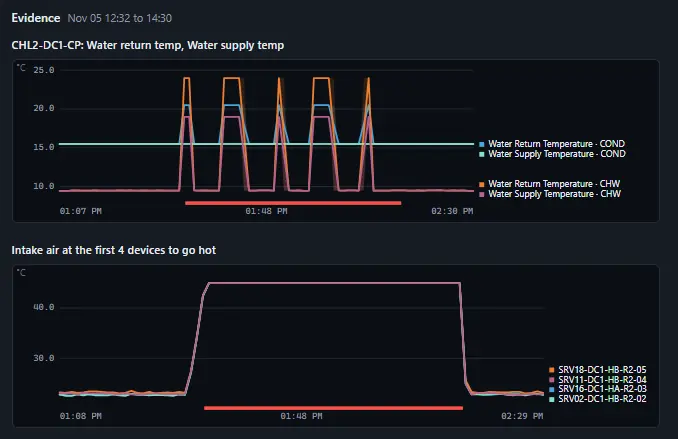 Evidence Nov 05 12:32 to 14:30
CHL2-DC1-CP: Water return temp, Water supply temp
°C
25.0
20.0
15.0
10.0
Water Return Temperature - COND
Water Supply Temperature - COND
Water Return Temperature - CHW
Water Supply Temperature - CHW
01:07 PM 01:48 PM 02:30 PM
Intake air at the first 4 devices to go hot
°C
40.0
30.0
SRV18-DC1-HB-R2-05
SRV11-DC1-HB-R2-04
SRV16-DC1-HA-R2-03
SRV02-DC1-HB-R2-02
01:08 PM 01:48 PM 02:29 PM